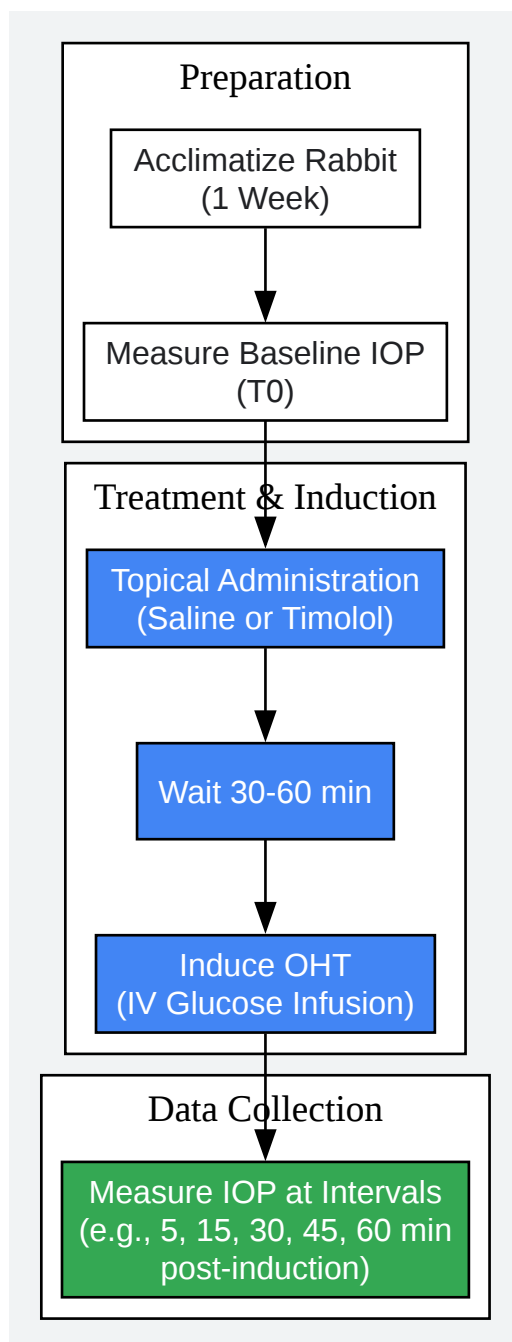 Preparation
Acclimatize Rabbit
(1 Week)
Measure Baseline IOP
(T0)
Treatment & Induction
Topical Administration
(Saline or Timolol)
Wait 30-60 min
Induce OHT
(IV Glucose Infusion)
Data Collection
Measure IOP at Intervals
(e.g., 5, 15, 30, 45, 60 min
post-induction)